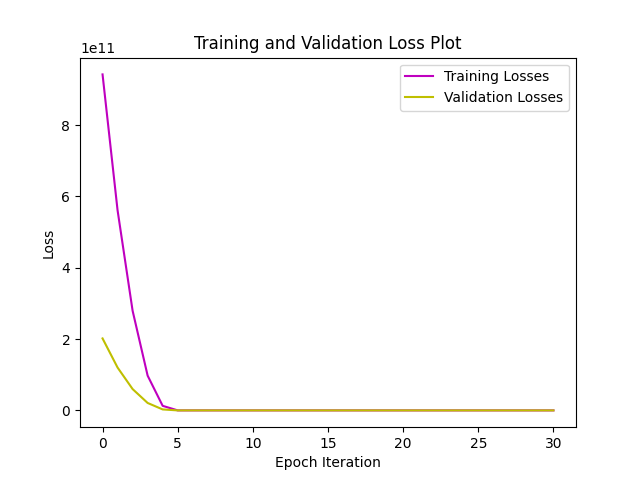 Training and Validation Loss Plot
1e11
Training Losses
Validation Losses
8
6
4
2
0
Loss
0 5 10 15 20 25 30
Epoch Iteration